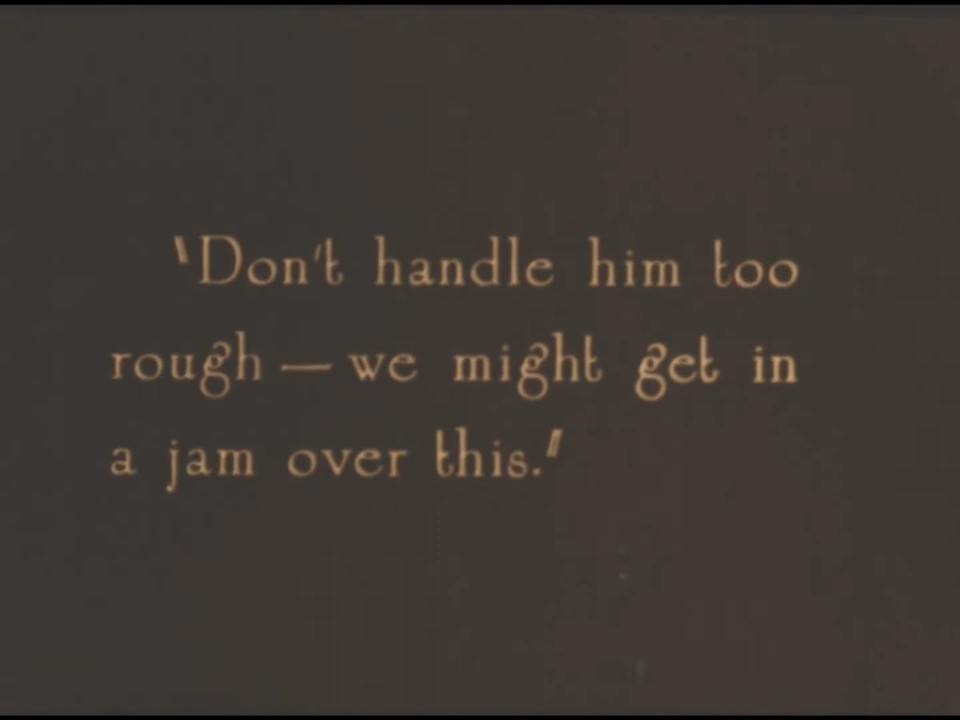 "Don't handle him too
rough — we might get in
a jam over this."